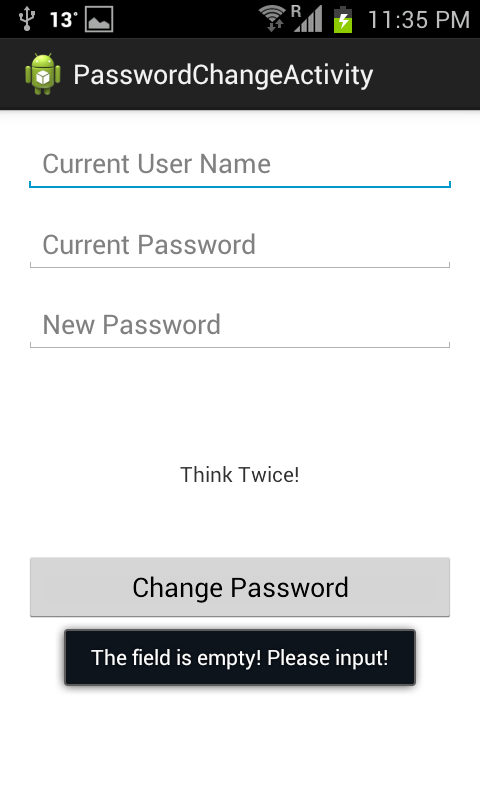 13° R 11:35 PM
PasswordChangeActivity
Current User Name
Current Password
New Password
Think Twice!
Change Password
The field is empty! Please input!